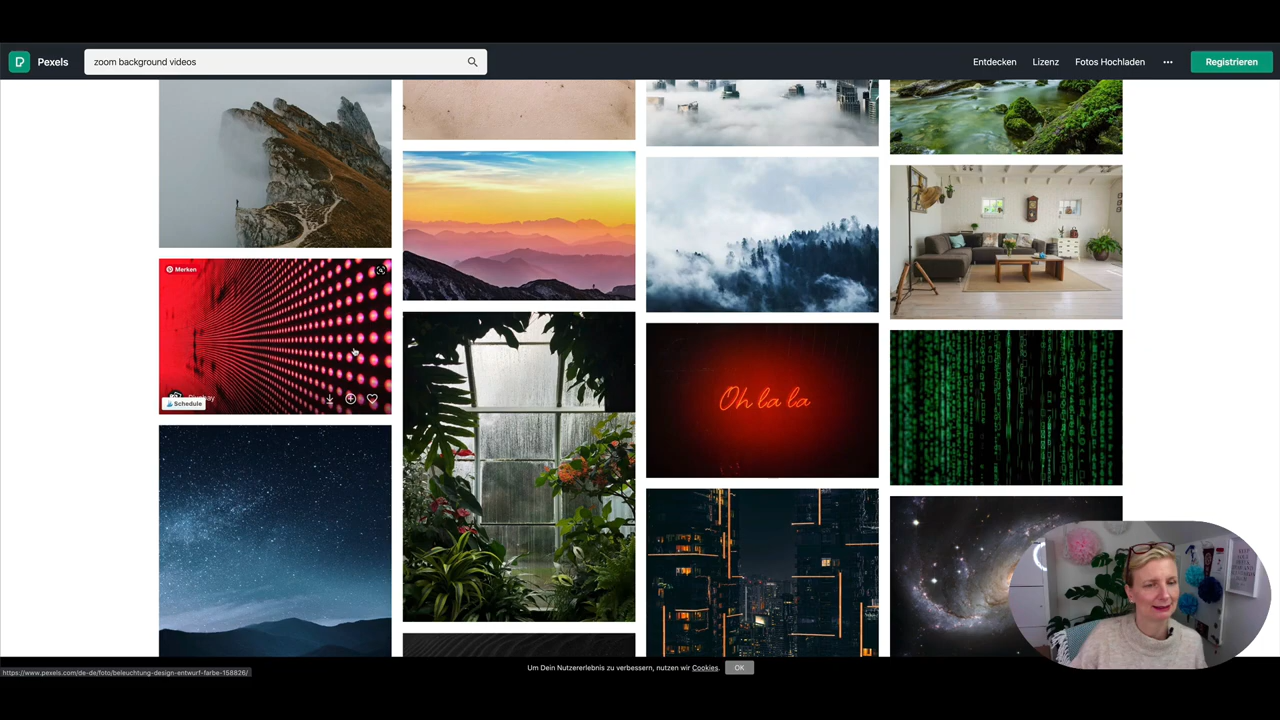 Pexels
zoom background videos
Entdecken
Lizenz
Fotos Hochladen
Registrieren
Merken
Schedule
Oh la la
Um Dein Nutzererlebnis zu verbessern, nutzen wir Cookies.
OK
https://www.pexels.com/de-de/foto/beleuchtung-design-entwurf-farbe-158826/